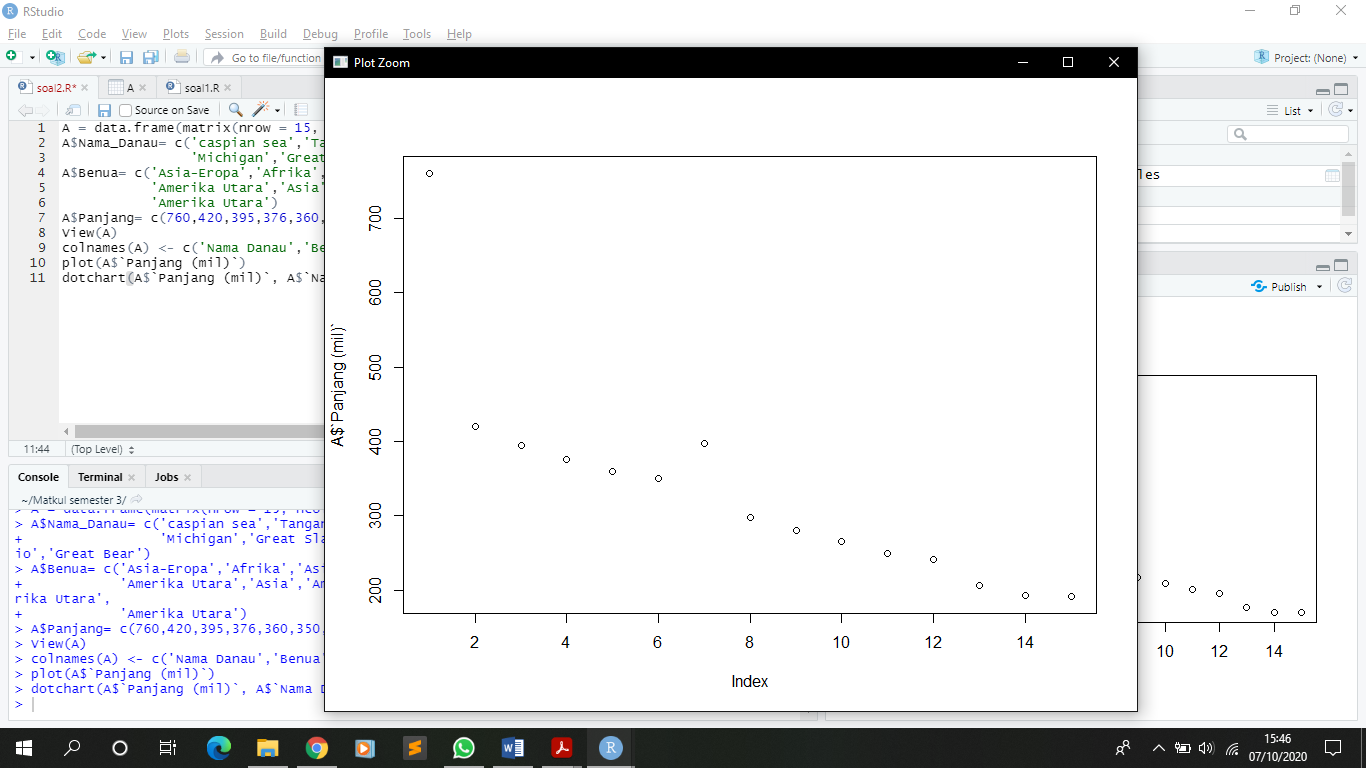 RStudio
File Edit Code View Plots Session Build Debug Profile Tools Help
Go to file/function
Project: (None)
soal2.R* A soal1.R
Source on Save
List
1 A = data.frame(matrix(nrow = 15,
2 A$Nama_Danau= c('caspian sea','Tan
3 'Michigan','Great
4 A$Benua= c('Asia-Eropa','Afrika',
5 'Amerika Utara','Asia'
6 'Amerika Utara')
7 A$Panjang= c(760,420,395,376,360,
8 View(A)
9 colnames(A) <- c('Nama Danau','Be
10 plot(A$`Panjang (mil)`)
11 dotchart(A$`Panjang (mil)`, A$`Na
11:44 (Top Level)
Console Terminal Jobs
~/Matkul semester 3/
> A = data.frame(matrix(nrow = 15, nco
> A$Nama_Danau= c('caspian sea','Tangan
+ 'Michigan','Great Sla
io','Great Bear')
> A$Benua= c('Asia-Eropa','Afrika','Asi
+ 'Amerika Utara','Asia','Am
rika Utara',
+ 'Amerika Utara')
> A$Panjang= c(760,420,395,376,360,350,
> View(A)
> colnames(A) <- c('Nama Danau','Benua'
> plot(A$`Panjang (mil)`)
> dotchart(A$`Panjang (mil)`, A$`Nama D
>
Plot Zoom
A$`Panjang (mil)`
700
600
500
400
300
200
2 4 6 8 10 12 14
Index
les
Publish
10 12 14
15:46
07/10/2020